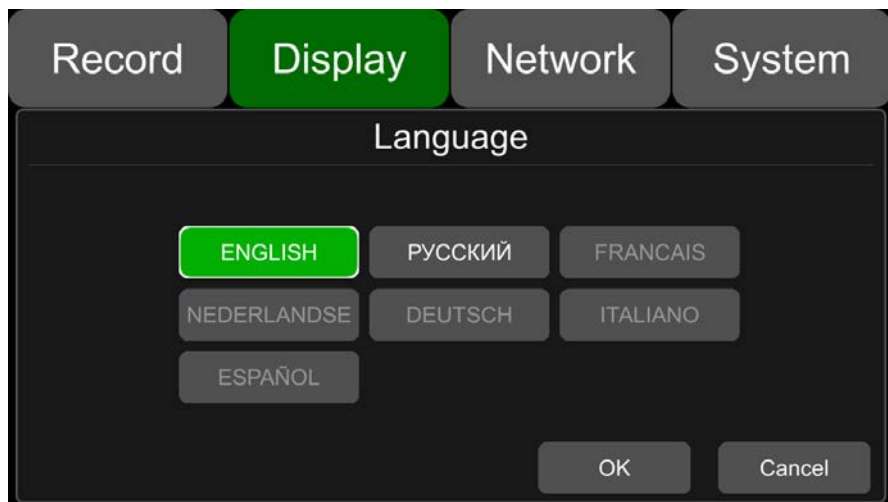 Record Display Network System
Language
ENGLISH РУССКИЙ FRANCAIS
NEDERLANDSE DEUTSCH ITALIANO
ESPAÑOL
OK Cancel